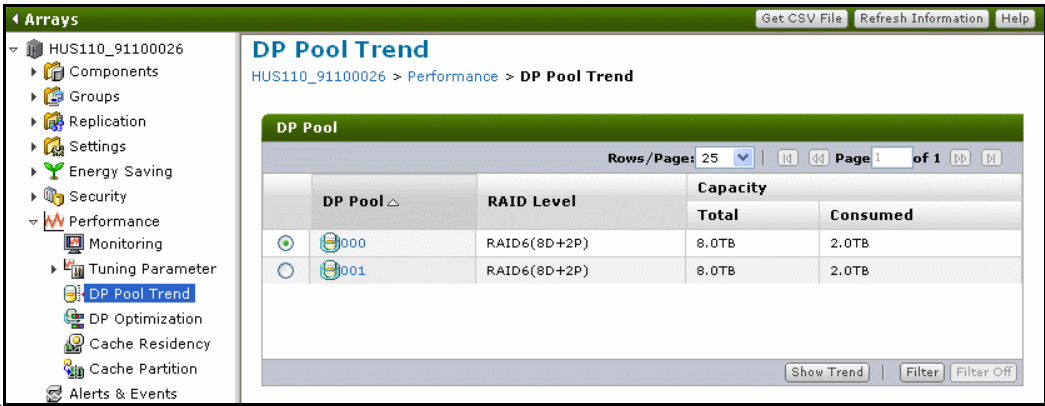 Arrays
Get CSV File Refresh Information Help
HUS110_91100026
Components
Groups
Replication
Settings
Energy Saving
Security
Performance
Monitoring
Tuning Parameter
DP Pool Trend
DP Optimization
Cache Residency
Cache Partition
Alerts & Events
DP Pool Trend
HUS110_91100026 > Performance > DP Pool Trend
DP Pool
Rows/Page: 25 | Page 1 of 1
DP Pool RAID Level Capacity
Total Consumed
000 RAID6(8D+2P) 8.0TB 2.0TB
001 RAID6(8D+2P) 8.0TB 2.0TB
Show Trend | Filter Filter Off